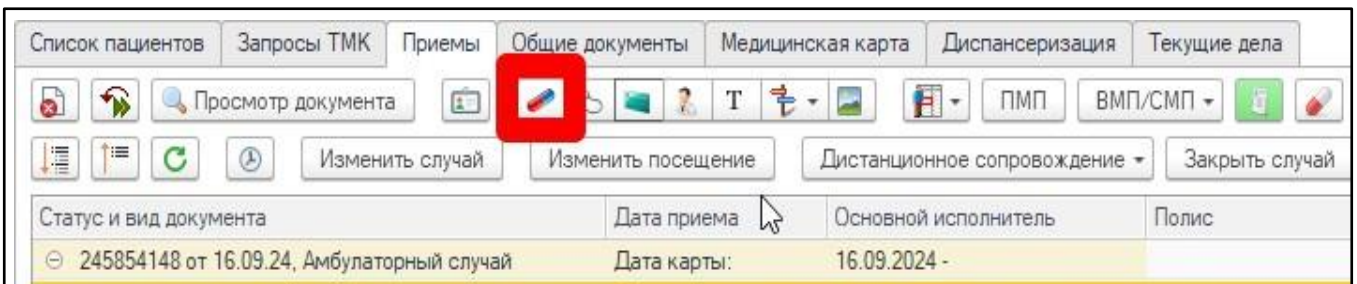 Список пациентов Запросы ТМК Приемы Общие документы Медицинская карта Диспансеризация Текущие дела
Просмотр документа Т ПМП ВМП/СМП
Изменить случай Изменить посещение Дистанционное сопровождение Закрыть случай
Статус и вид документа Дата приема Основной исполнитель Полис
245854148 от 16.09.24, Амбулаторный случай Дата карты: 16.09.2024 -